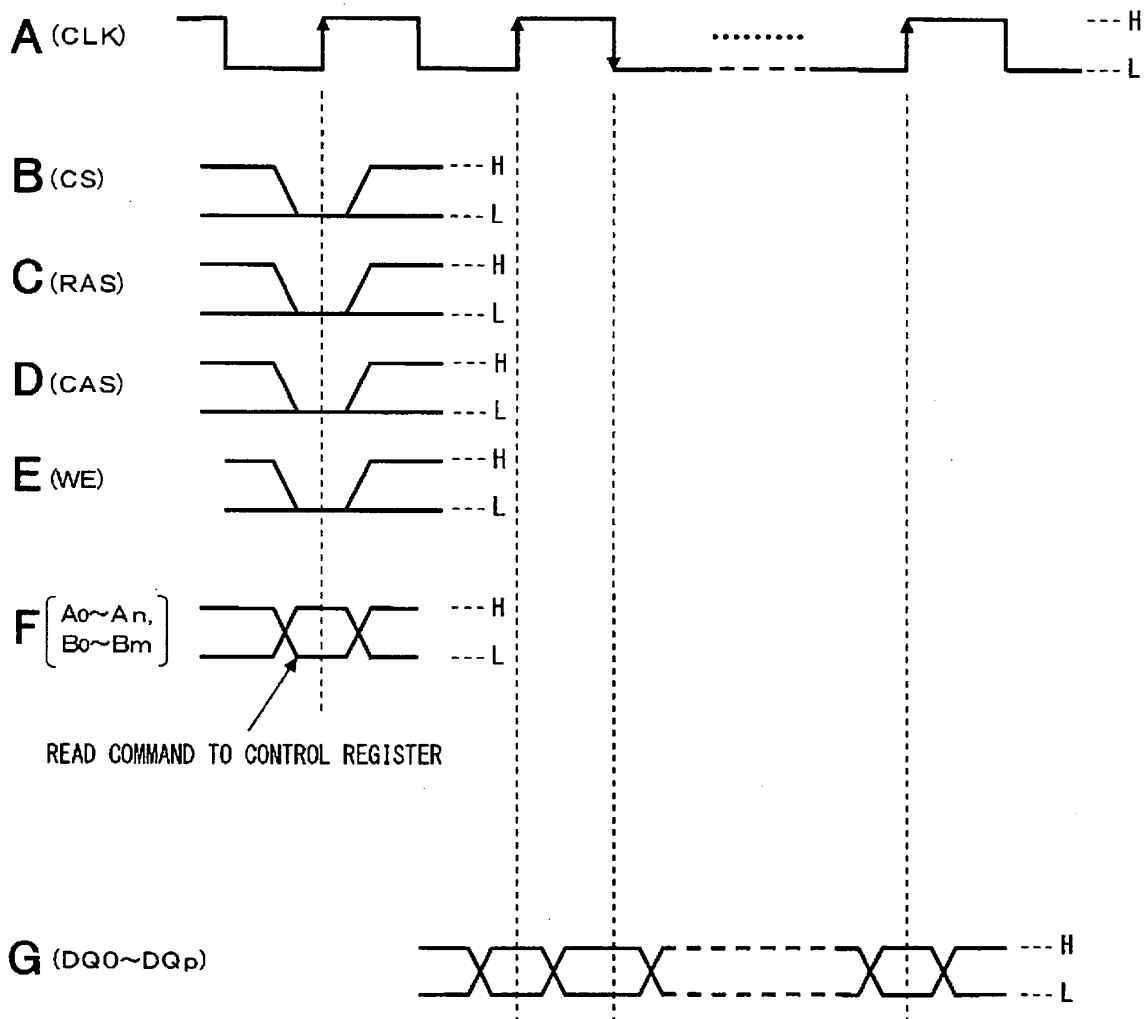 A (CLK)
.........
--- H
--- L
B (CS)
--- H
--- L
C (RAS)
--- H
--- L
D (CAS)
--- H
--- L
E (WE)
--- H
--- L
F [A0~An,
B0~Bm]
--- H
--- L
READ COMMAND TO CONTROL REGISTER
G (DQ0~DQp)
--- H
--- L